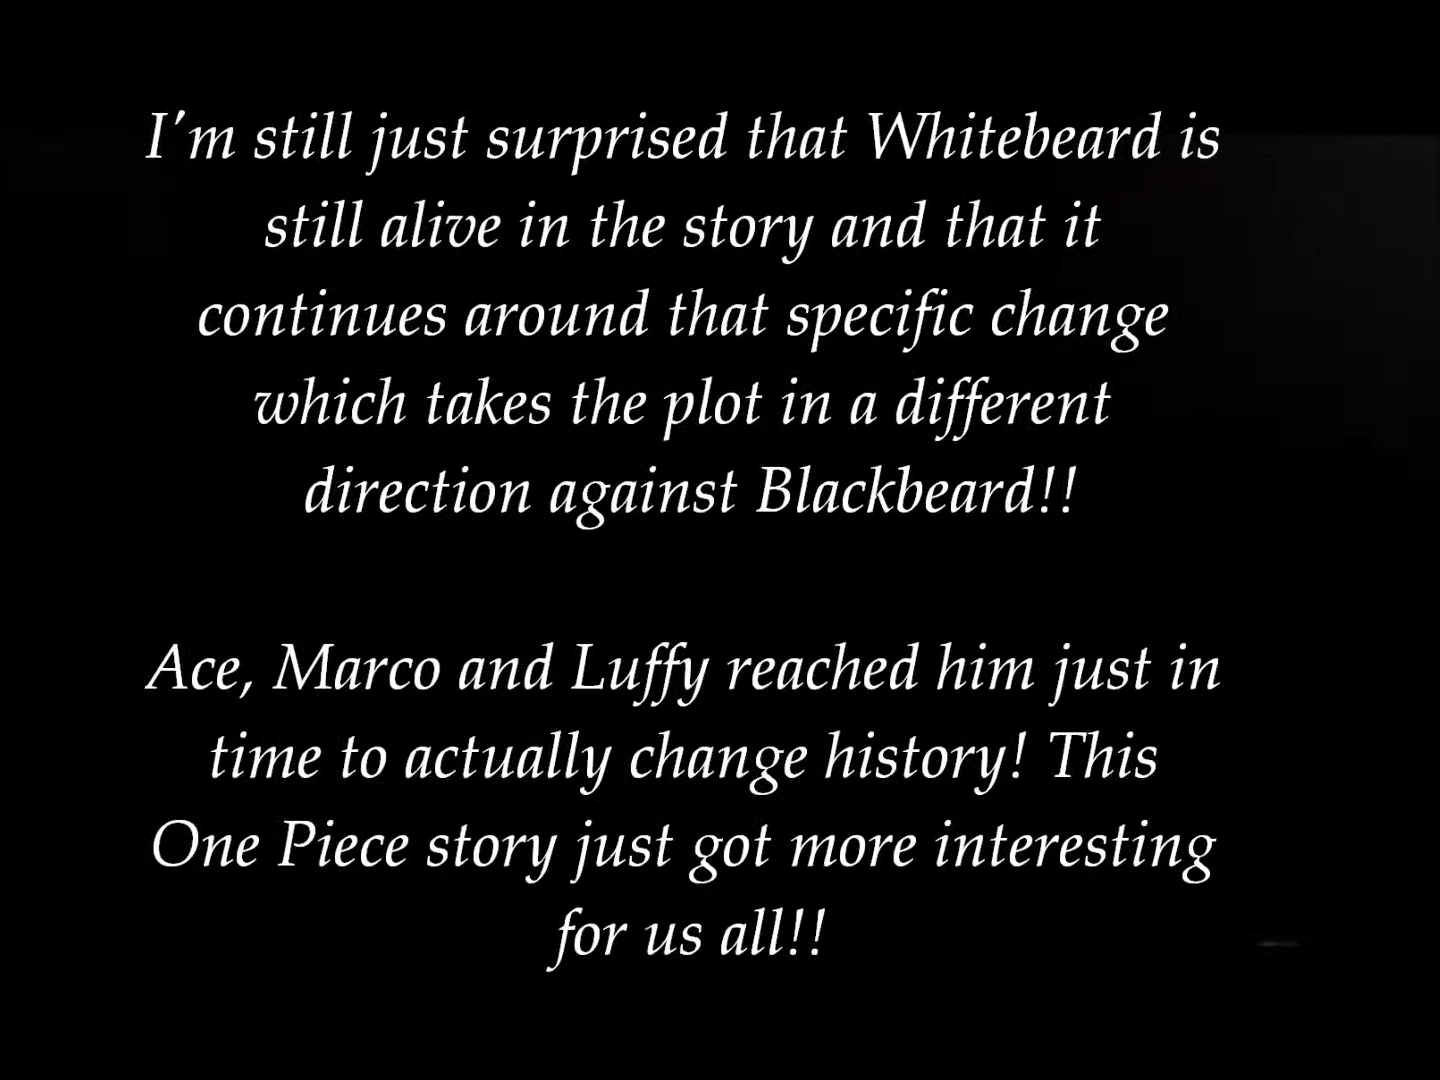 I'm still just surprised that Whitebeard is
still alive in the story and that it
continues around that specific change
which takes the plot in a different
direction against Blackbeard!!
Ace, Marco and Luffy reached him just in
time to actually change history! This
One Piece story just got more interesting
for us all!!